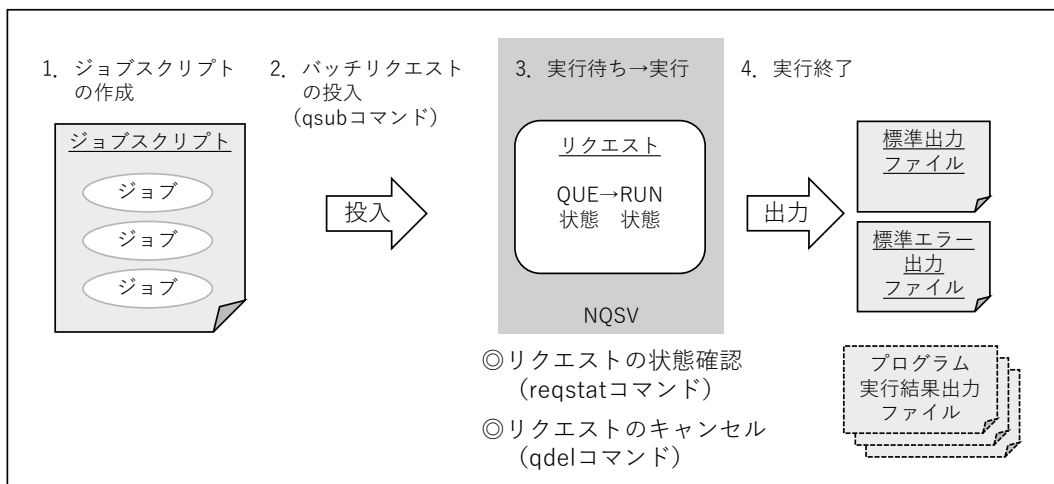 1. ジョブスクリプト
の作成
ジョブスクリプト
ジョブ
ジョブ
ジョブ
2. バッチリクエスト
の投入
(qsubコマンド)
投入
3. 実行待ち→実行
リクエスト
QUE→RUN
状態 状態
NQSV
◎リクエストの状態確認
(reqstatコマンド)
◎リクエストのキャンセル
(qdelコマンド)
4. 実行終了
出力
標準出力
ファイル
標準エラー
出力
ファイル
プログラム
実行結果出力
ファイル